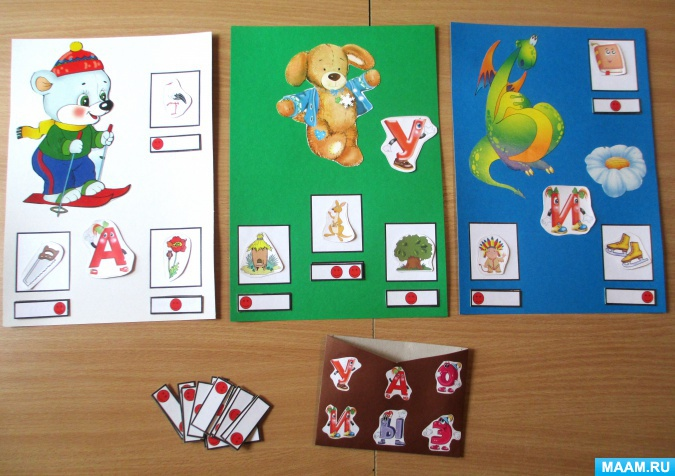 У
И
А
У А О
И Ы Э
MAAM.RU